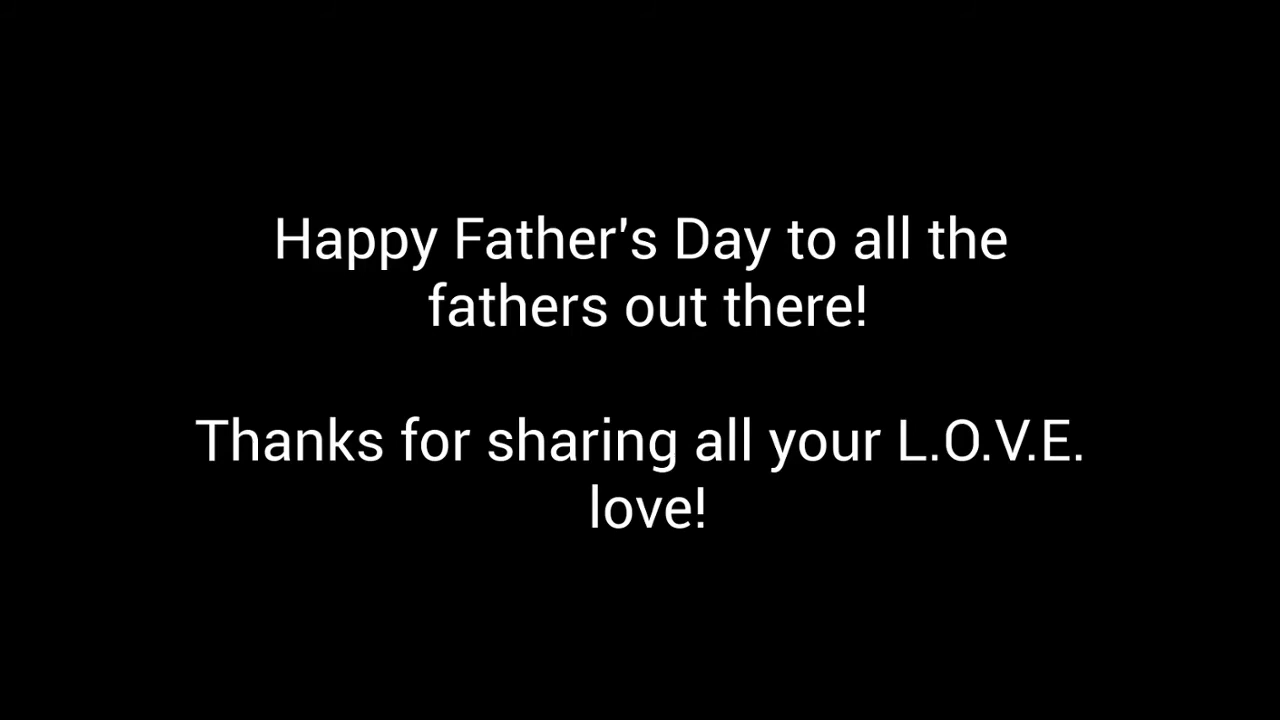 Happy Father's Day to all the
fathers out there!
Thanks for sharing all your L.O.V.E.
love!